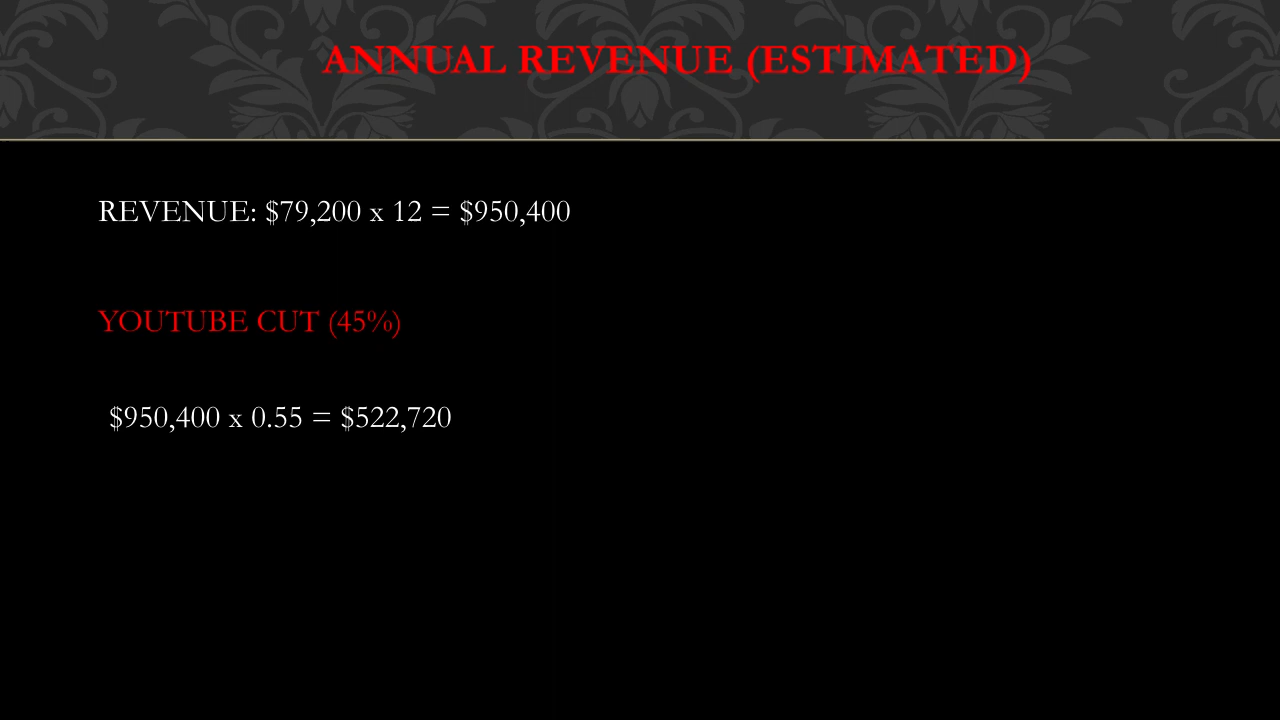 ANNUAL REVENUE (ESTIMATED)
REVENUE: $79,200 x 12 = $950,400
YOUTUBE CUT (45%)
$950,400 x 0.55 = $522,720